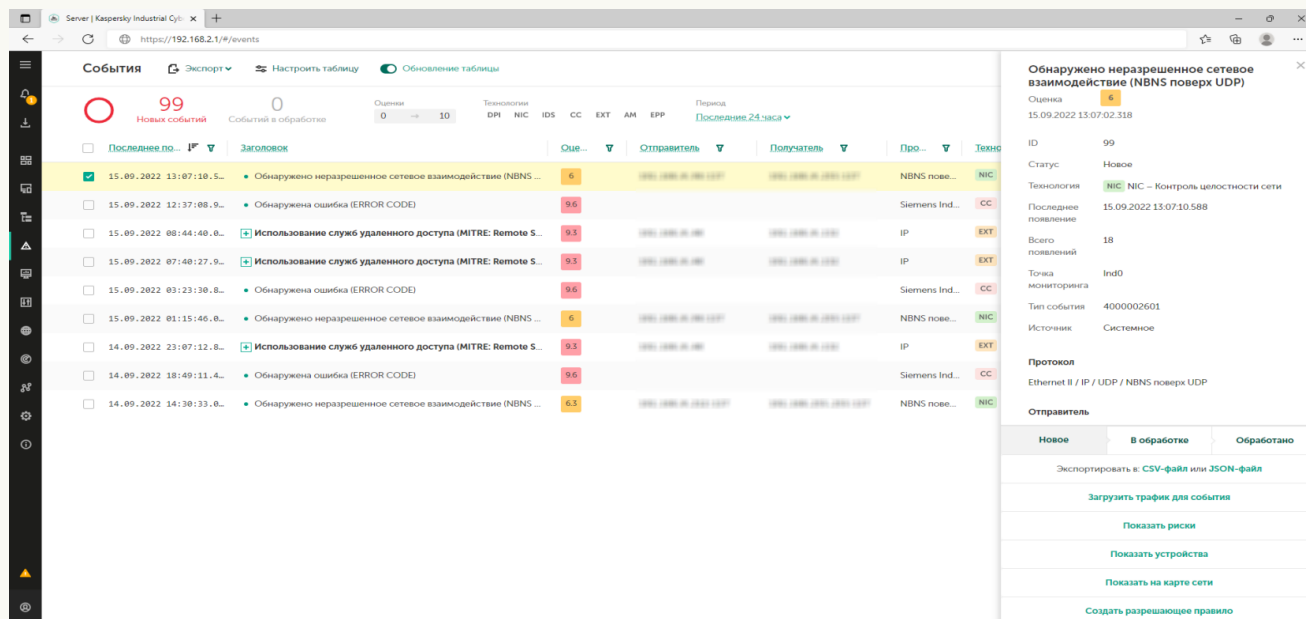 Server | Kaspersky Industrial Cyb
https://192.168.2.1/#/events
События Экспорт Настроить таблицу Обновление таблицы
99
Новых событий
0
Событий в обработке
Оценки
0 → 10
Технологии
DPI NIC IDS CC EXT AM EPP
Период
Последние 24 часа
Последнее по... Заголовок Оце... Отправитель Получатель Про... Техно
15.09.2022 13:07:10.5... • Обнаружено неразрешенное сетевое взаимодействие (NBNS ... 6 NBNS пове... NIC
15.09.2022 12:37:08.9... • Обнаружена ошибка (ERROR CODE) 9.6 Siemens Ind... CC
15.09.2022 08:44:40.0... Использование служб удаленного доступа (MITRE: Remote S... 9.3 IP EXT
15.09.2022 07:40:27.9... Использование служб удаленного доступа (MITRE: Remote S... 9.3 IP EXT
15.09.2022 03:23:30.8... • Обнаружена ошибка (ERROR CODE) 9.6 Siemens Ind... CC
15.09.2022 01:15:46.0... • Обнаружено неразрешенное сетевое взаимодействие (NBNS ... 6 NBNS пове... NIC
14.09.2022 23:07:12.8... Использование служб удаленного доступа (MITRE: Remote S... 9.3 IP EXT
14.09.2022 18:49:11.4... • Обнаружена ошибка (ERROR CODE) 9.6 Siemens Ind... CC
14.09.2022 14:30:33.0... • Обнаружено неразрешенное сетевое взаимодействие (NBNS ... 6.3 NBNS пове... NIC
Обнаружено неразрешенное сетевое
взаимодействие (NBNS поверх UDP)
Оценка 6
15.09.2022 13:07:02.318
ID 99
Статус Новое
Технология NIC NIC – Контроль целостности сети
Последнее появление 15.09.2022 13:07:10.588
Всего появлений 18
Точка мониторинга Ind0
Тип события 4000002601
Источник Системное
Протокол
Ethernet II / IP / UDP / NBNS поверх UDP
Отправитель
Новое В обработке Обработано
Экспортировать в: CSV-файл или JSON-файл
Загрузить трафик для события
Показать риски
Показать устройства
Показать на карте сети
Создать разрешающее правило